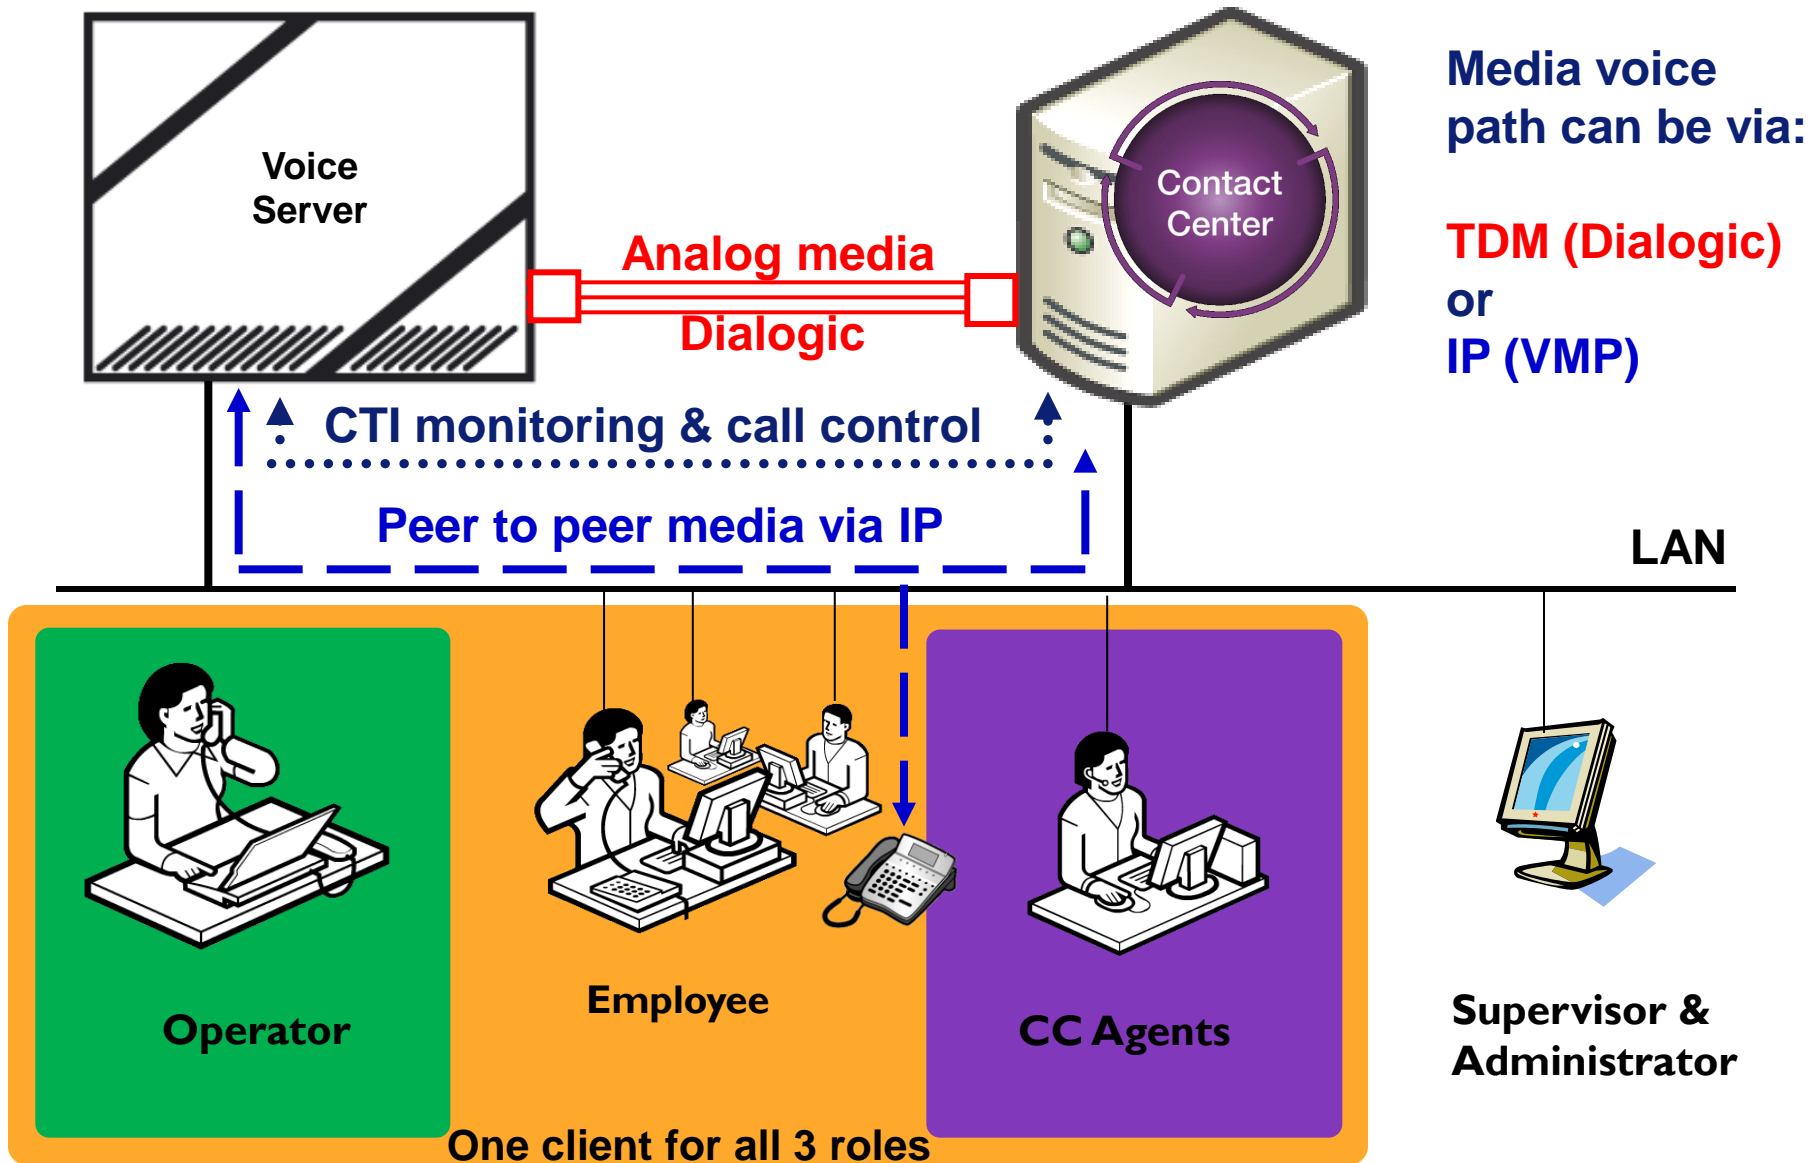 Voice
Server
Contact
Center
Analog media
Dialogic
Media voice
path can be via:
TDM (Dialogic)
or
IP (VMP)
CTI monitoring & call control
Peer to peer media via IP
LAN
Operator
Employee
CC Agents
Supervisor &
Administrator
One client for all 3 roles